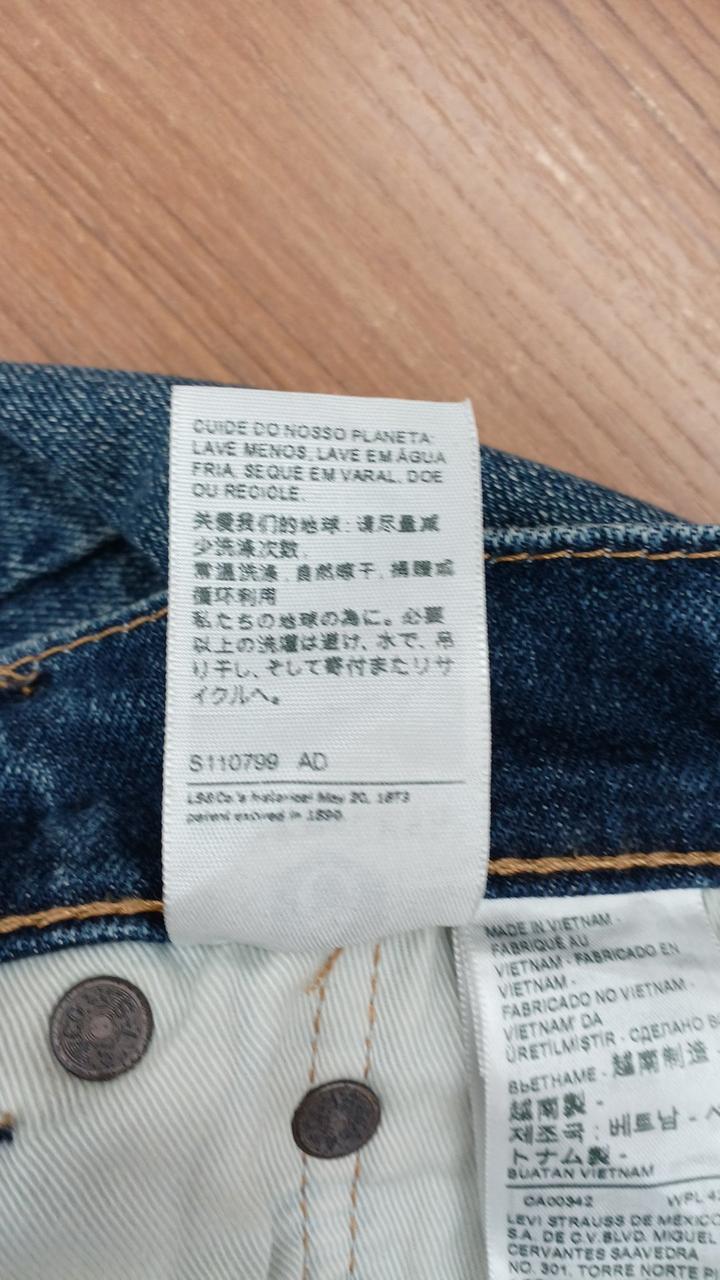 CUIDE DO NOSSO PLANETA:
LAVE MENOS, LAVE EM ÁGUA
FRIA, SEQUE EM VARAL, DOE
OU RECICLE.
关爱我们的地球：请尽量减
少洗涤次数，
常温洗涤，自然晾干，捐赠或
循环利用
私たちの地球の為に。必要
以上の洗濯は避け、水で、吊
り干し、そして寄付またリサ
イクルへ。
S110799 AD
LS&Co.'s historical May 20, 1873
patent expired in 1890.
MADE IN VIETNAM -
FABRIQUÉ AU
VIETNAM - FABRICADO EN
VIETNAM -
FABRICADO NO VIETNAM -
VIETNAM' DA
ÜRETİLMİŞTİR - СДЕЛАНО В
ВЬЕТНАМЕ - 越南制造
越南製 -
제조국 : 베트남 - ベ
トナム製 -
BUATAN VIETNAM
CA00342 WPL
LEVI STRAUSS DE MÉXICO
S.A. DE C.V. BLVD. MIGUEL
CERVANTES SAAVEDRA
NO. 301, TORRE NORTE